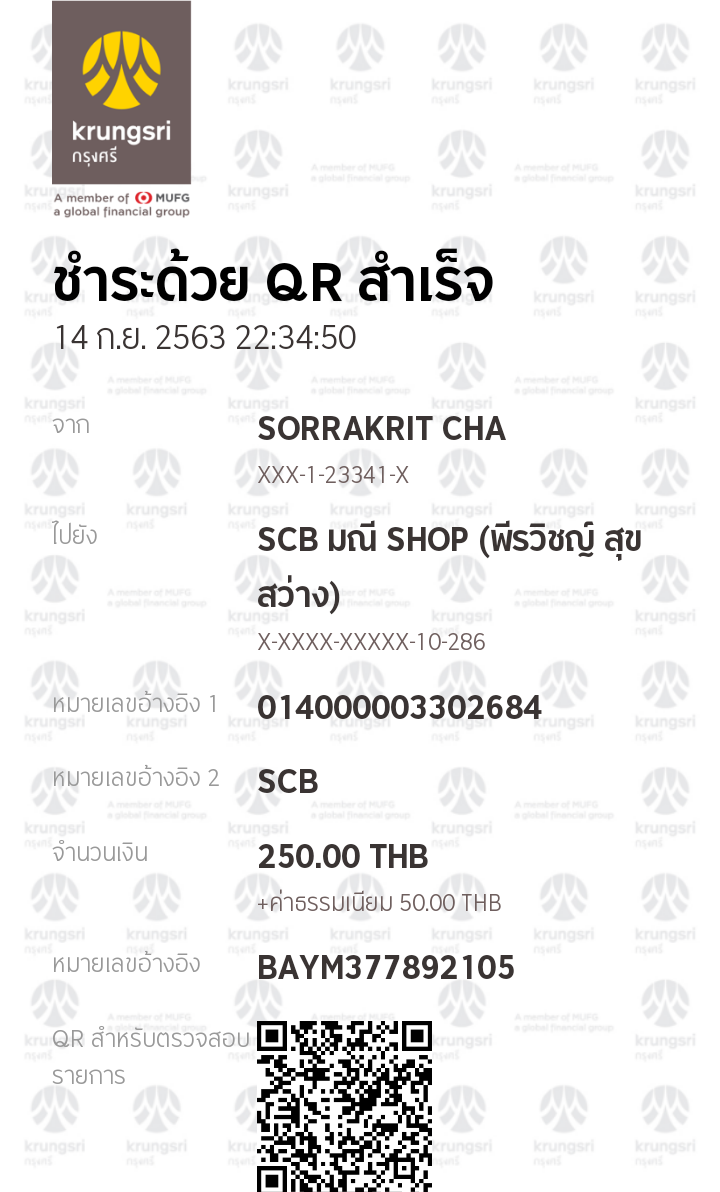 krungsri
กรุงศรี
A member of MUFG
a global financial group
ชำระด้วย QR สำเร็จ
14 ก.ย. 2563 22:34:50
จาก
SORRAKRIT CHA
XXX-1-23341-X
ไปยัง
SCB มณี SHOP (พีรวิชญ์ สุข
สว่าง)
X-XXXX-XXXXX-10-286
หมายเลขอ้างอิง 1
014000003302684
หมายเลขอ้างอิง 2
SCB
จำนวนเงิน
250.00 THB
+ค่าธรรมเนียม 50.00 THB
หมายเลขอ้างอิง
BAYM377892105
QR สำหรับตรวจสอบ
รายการ